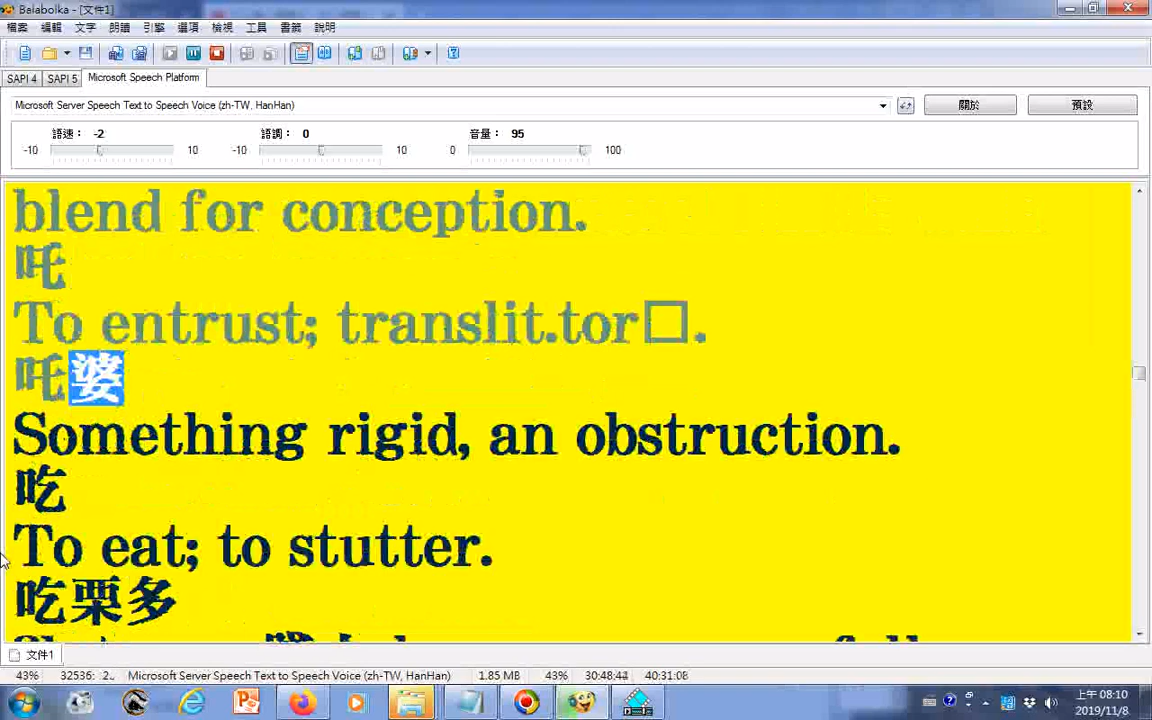 Balabolka - [文件1]
檔案 編輯 文字 朗讀 引擎 選項 檢視 工具 書籤 說明
SAPI 4 SAPI 5 Microsoft Speech Platform
Microsoft Server Speech Text to Speech Voice (zh-TW, HanHan) 關於 預設
語速： -2 語調： 0 音量： 95
-10 10 -10 10 0 100
blend for conception.
吒
To entrust; translit.tor□.
吒婆
Something rigid, an obstruction.
吃
To eat; to stutter.
吃栗多
文件1
43% 32536: 2.. Microsoft Server Speech Text to Speech Voice (zh-TW, HanHan) 1.85 MB 43% 30:48:44 40:31:08
上午 08:10
2019/11/8